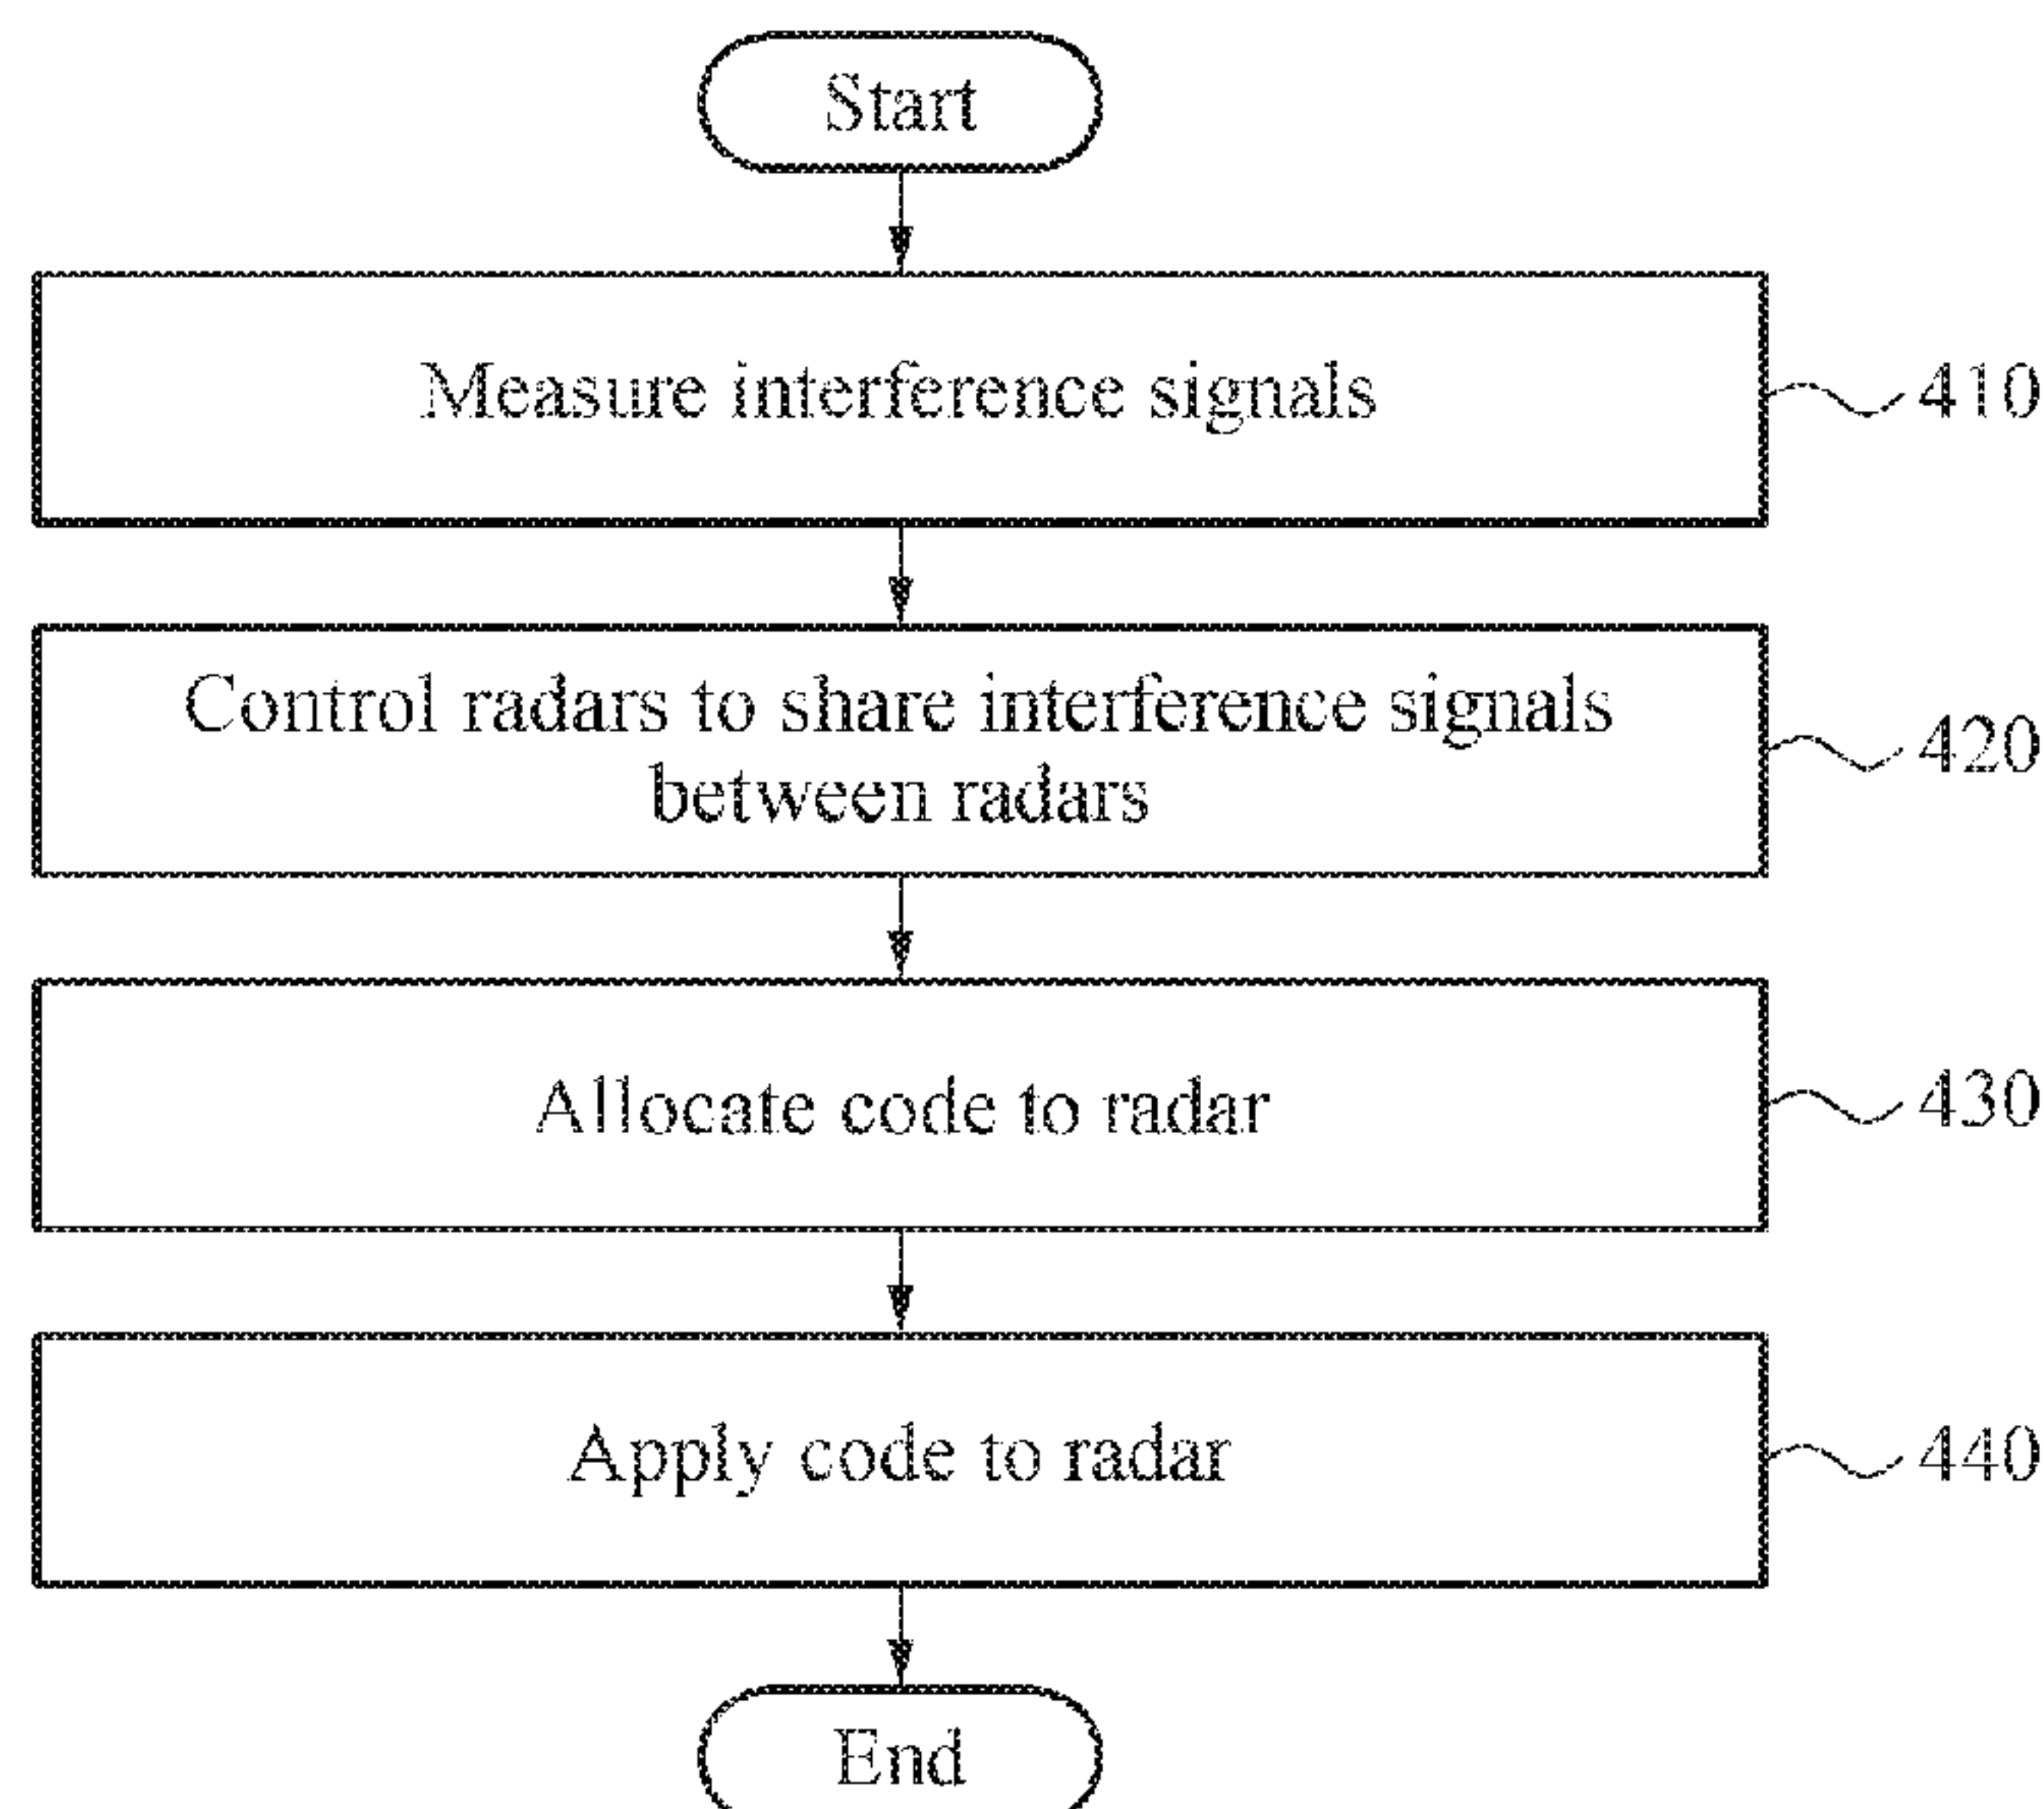 Start
Measure interference signals
410
Control radars to share interference signals
between radars
420
Allocate code to radar
430
Apply code to radar
440
End